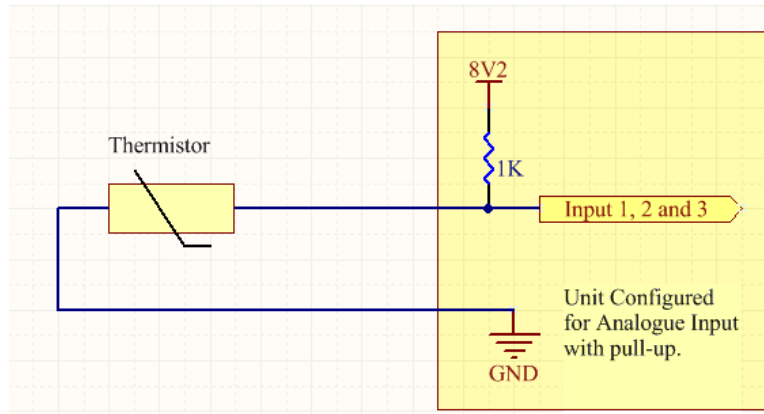 8V2
Thermistor
1K
Input 1, 2 and 3
Unit Configured
for Analogue Input
with pull-up.
GND